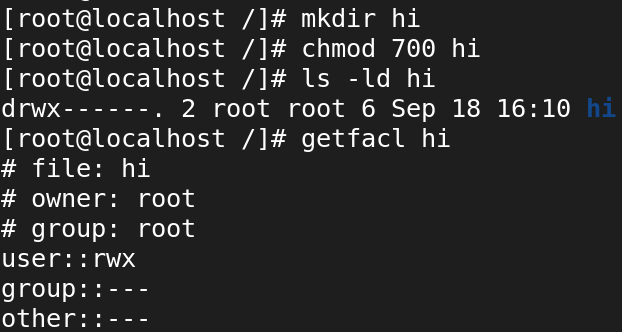 [root@localhost /]# mkdir hi
[root@localhost /]# chmod 700 hi
[root@localhost /]# ls -ld hi
drwx------. 2 root root 6 Sep 18 16:10 hi
[root@localhost /]# getfacl hi
# file: hi
# owner: root
# group: root
user::rwx
group::---
other::---